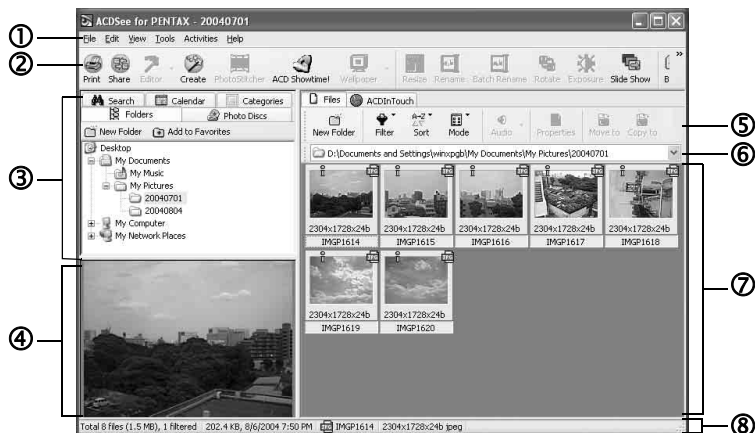 ACDSee for PENTAX - 20040701
① File Edit View Tools Activities Help
② Print Share Editor Create PhotoStitcher ACD Showtime! Wallpaper Resize Rename Batch Rename Rotate Exposure Slide Show B »
③ Search Calendar Categories
Folders Photo Discs
New Folder Add to Favorites
Desktop
My Documents
My Music
My Pictures
20040701
20040804
My Computer
My Network Places
④
Files ACDInTouch
⑤ New Folder Filter Sort Mode Audio Properties Move to Copy to
⑥ D:\Documents and Settings\winxpgb\My Documents\My Pictures\20040701
⑦
2304x1728x24b 2304x1728x24b 2304x1728x24b 2304x1728x24b 2304x1728x24b
IMGP1614 IMGP1615 IMGP1616 IMGP1617 IMGP1618
2304x1728x24b 2304x1728x24b
IMGP1619 IMGP1620
⑧ Total 8 files (1.5 MB), 1 filtered 202.4 KB, 8/6/2004 7:50 PM IMGP1614 2304x1728x24b jpeg